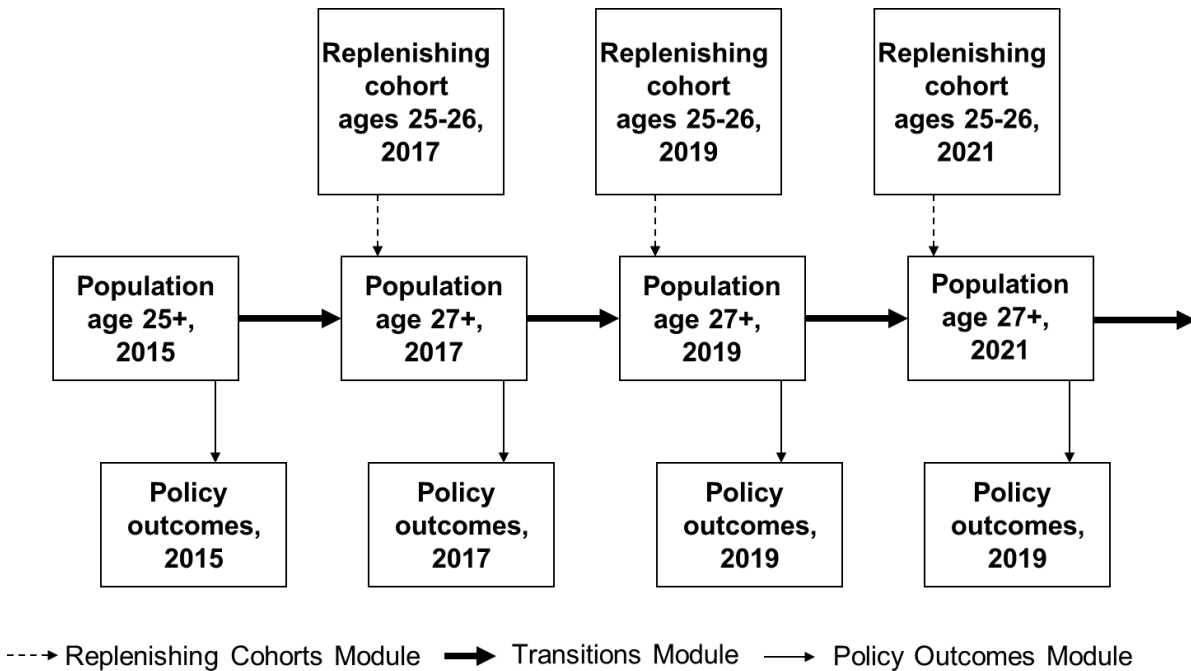 Replenishing
cohort
ages 25-26,
2017
Replenishing
cohort
ages 25-26,
2019
Replenishing
cohort
ages 25-26,
2021
Population
age 25+,
2015
Population
age 27+,
2017
Population
age 27+,
2019
Population
age 27+,
2021
Policy
outcomes,
2015
Policy
outcomes,
2017
Policy
outcomes,
2019
Policy
outcomes,
2019
Replenishing Cohorts Module
Transitions Module
Policy Outcomes Module